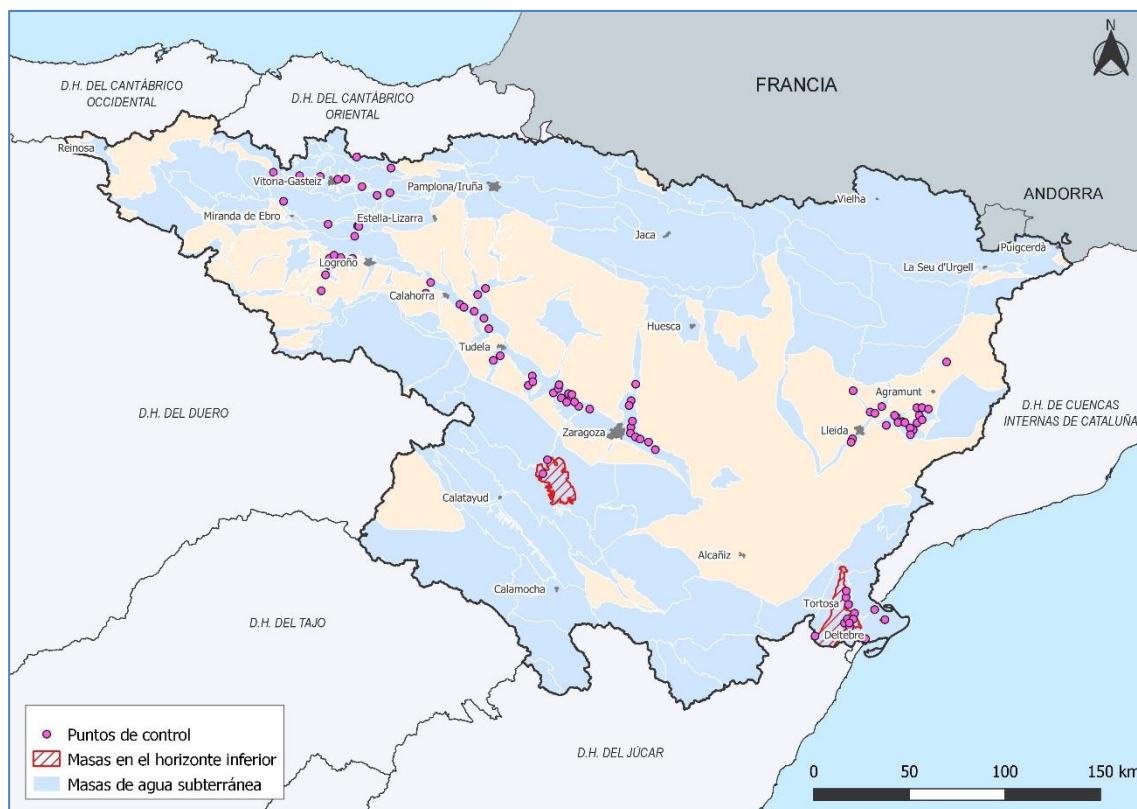 N
FRANCIA
D.H. DEL CANTÁBRICO
OCCIDENTAL
D.H. DEL CANTÁBRICO
ORIENTAL
Reinosa
Vitoria-Gasteiz
Pamplona/Iruña
ANDORRA
Vielha
Miranda de Ebro
Estella-Lizarra
Jaca
Puigcerdà
La Seu d'Urgell
Logroño
Calahorra
Huesca
Tudela
Agramunt
D.H. DEL DUERO
D.H. DE CUENCAS
INTERNAS DE CATALUÑA
Lleida
Zaragoza
Calatayud
Alcañiz
Calamocha
Tortosa
D.H. DEL TAJO
Deltebre
Puntos de control
Masas en el horizonte inferior
Masas de agua subterránea
D.H. DEL JÚCAR
0 50 100 150 km